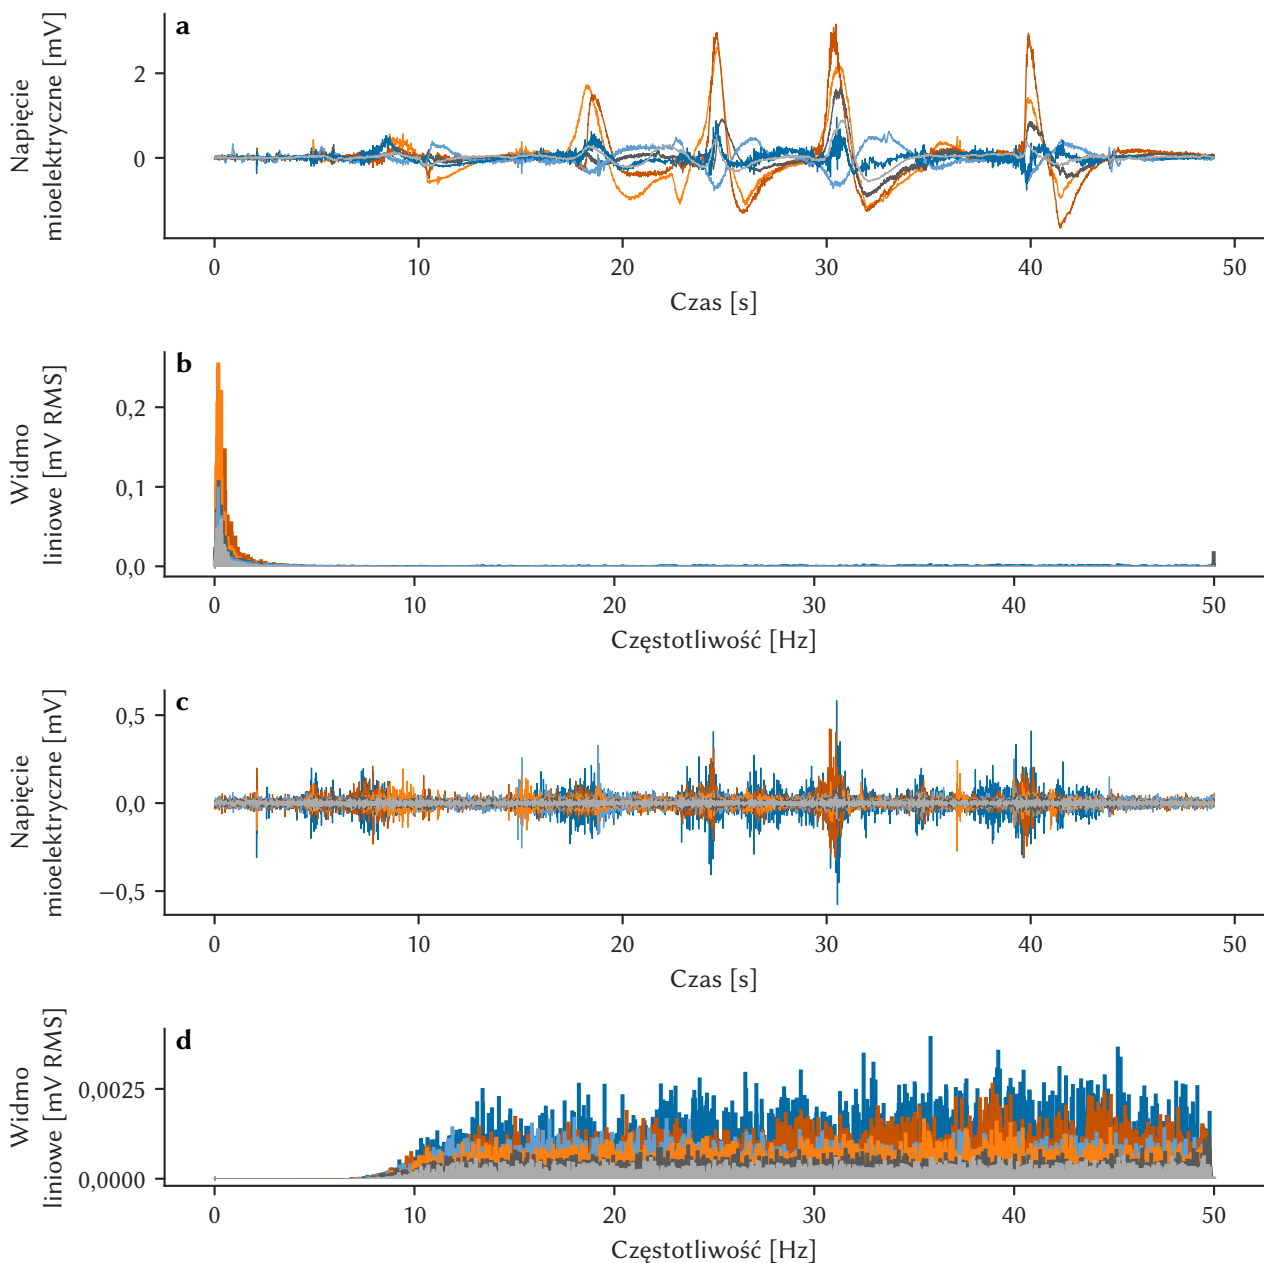 a
Napięcie
mioelektryczne [mV]
2
0
0 10 20 30 40 50
Czas [s]
b
Widmo
liniowe [mV RMS]
0,2
0,1
0,0
0 10 20 30 40 50
Częstotliwość [Hz]
c
Napięcie
mioelektryczne [mV]
0,5
0,0
−0,5
0 10 20 30 40 50
Czas [s]
d
Widmo
liniowe [mV RMS]
0,0025
0,0000
0 10 20 30 40 50
Częstotliwość [Hz]